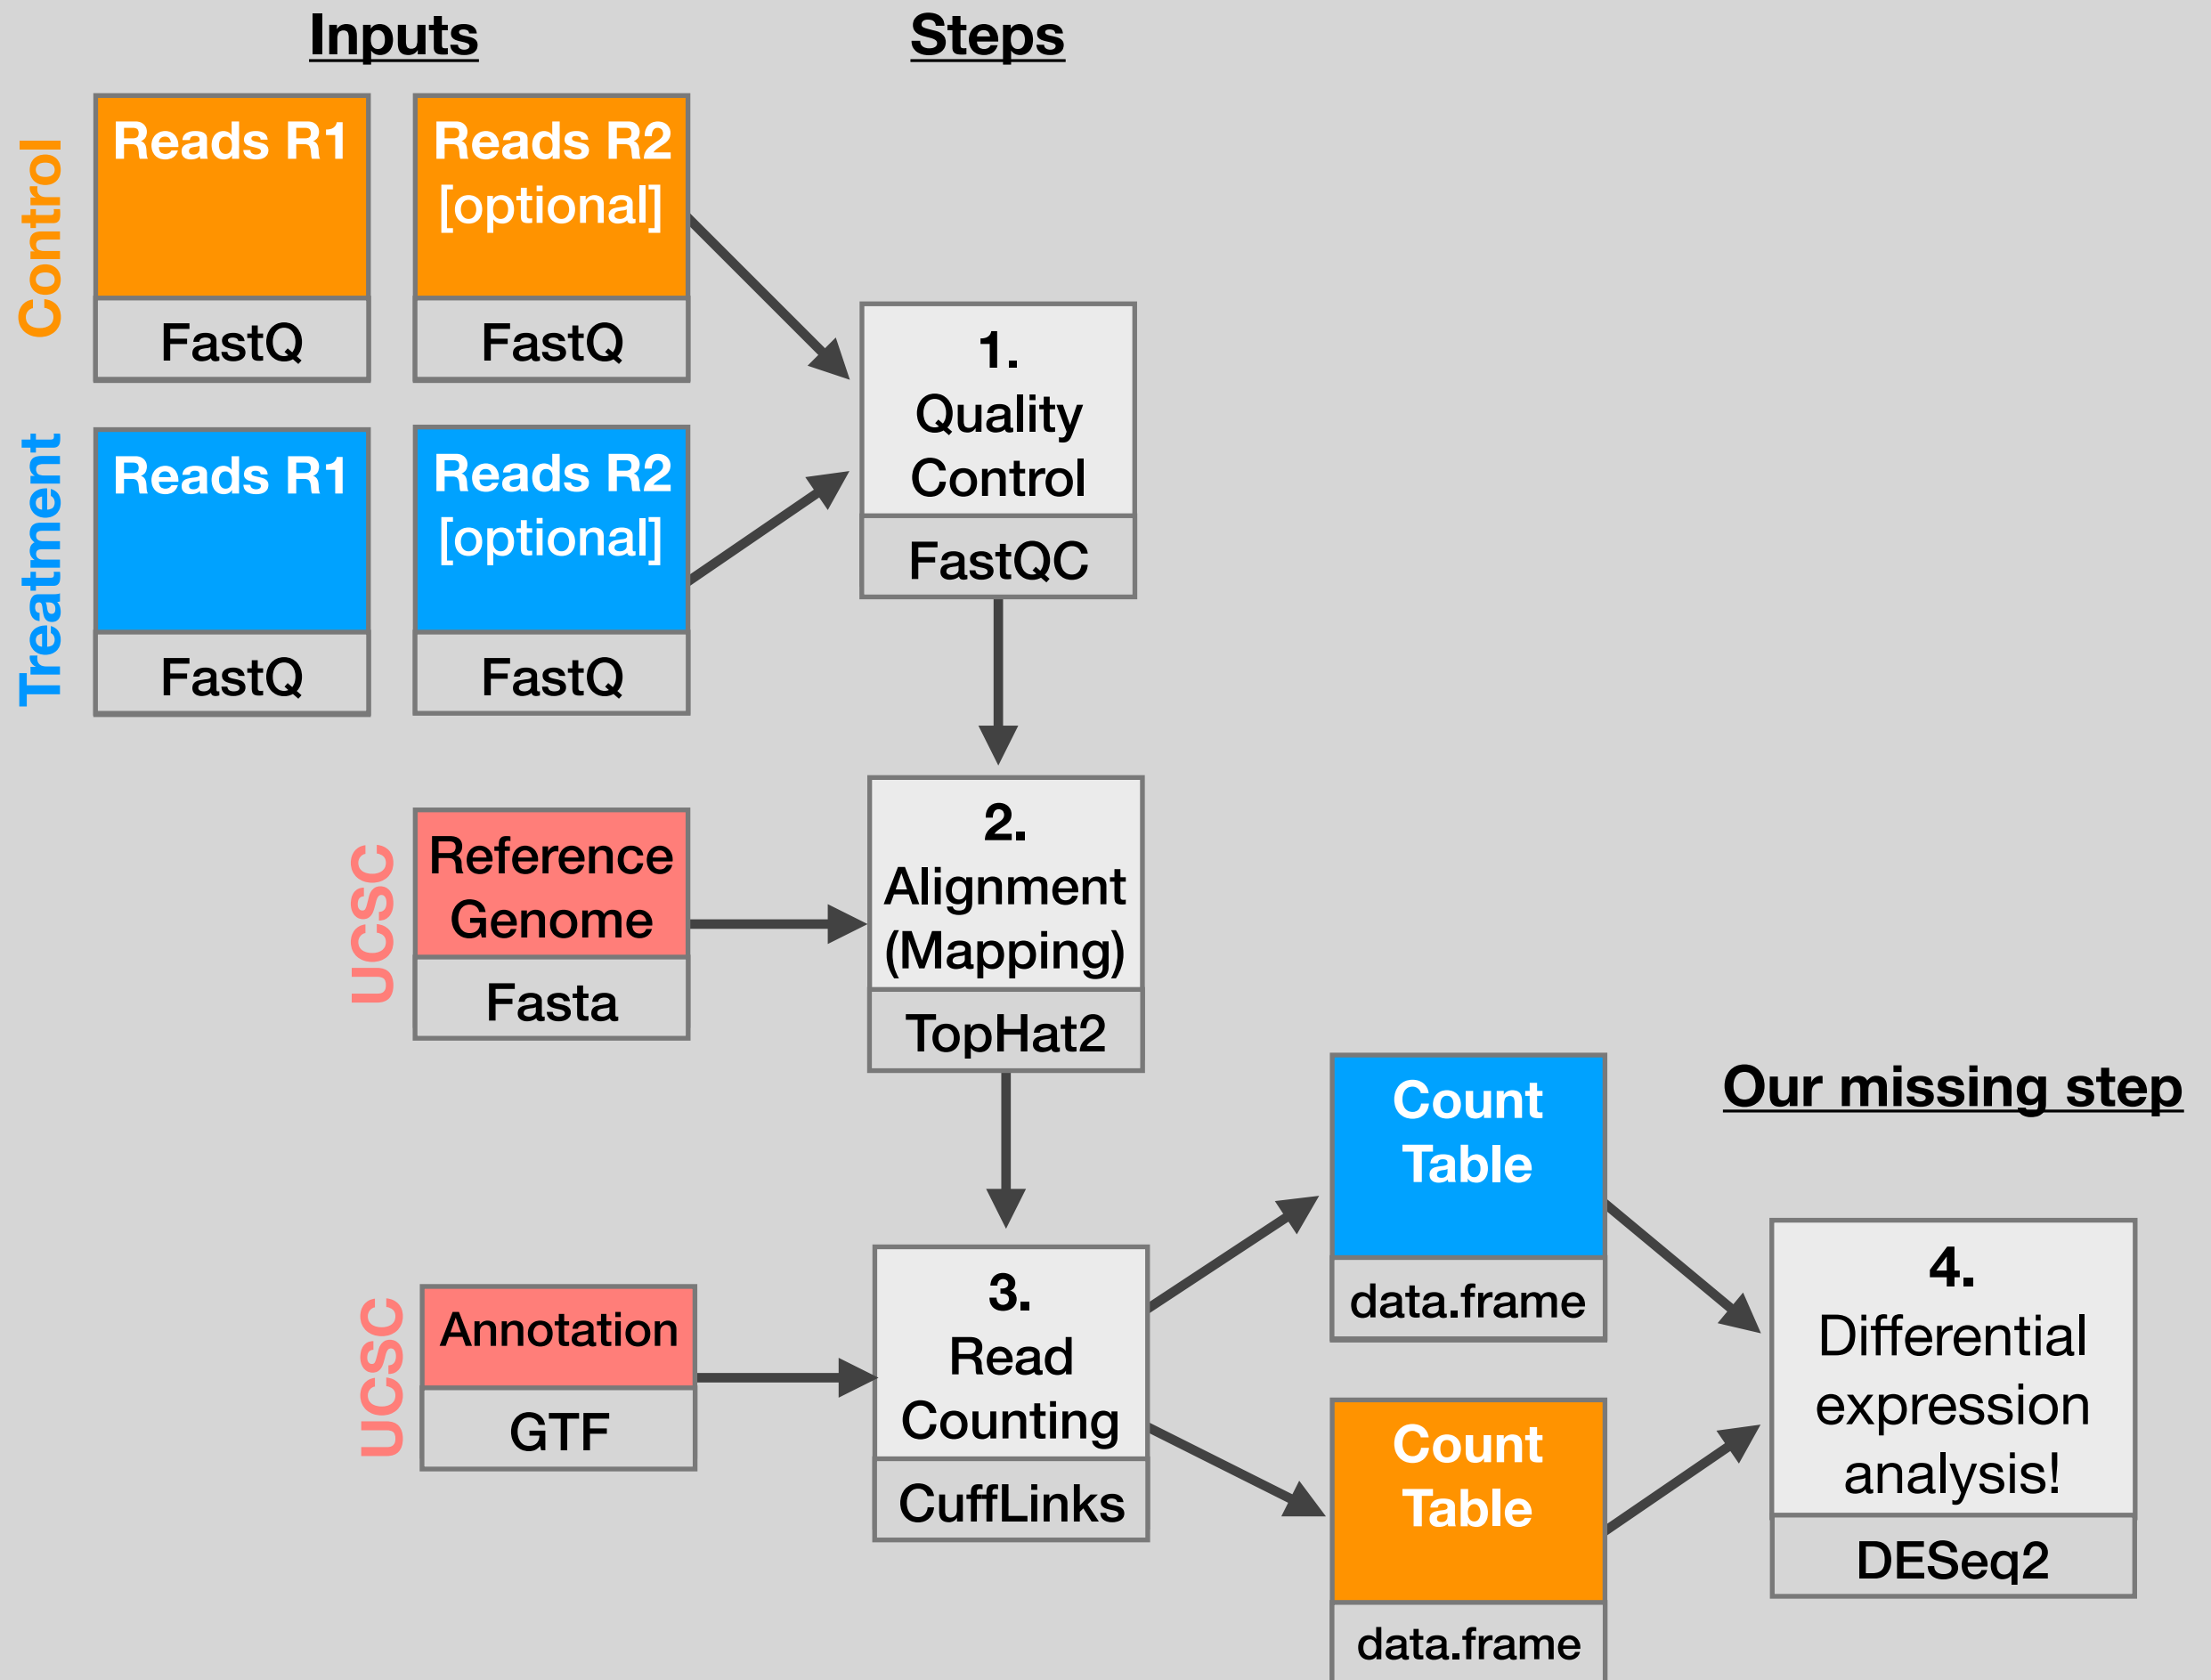 Inputs
Steps
Control
Reads R1
FastQ
Reads R2
[optional]
FastQ
Treatment
Reads R1
FastQ
Reads R2
[optional]
FastQ
1.
Quality
Control
FastQC
UCSC
Reference
Genome
Fasta
2.
Alignment
(Mapping)
TopHat2
UCSC
Annotation
GTF
3.
Read
Counting
CuffLinks
Count
Table
data.frame
Count
Table
data.frame
Our missing step
4.
Differential
expression
analysis!
DESeq2